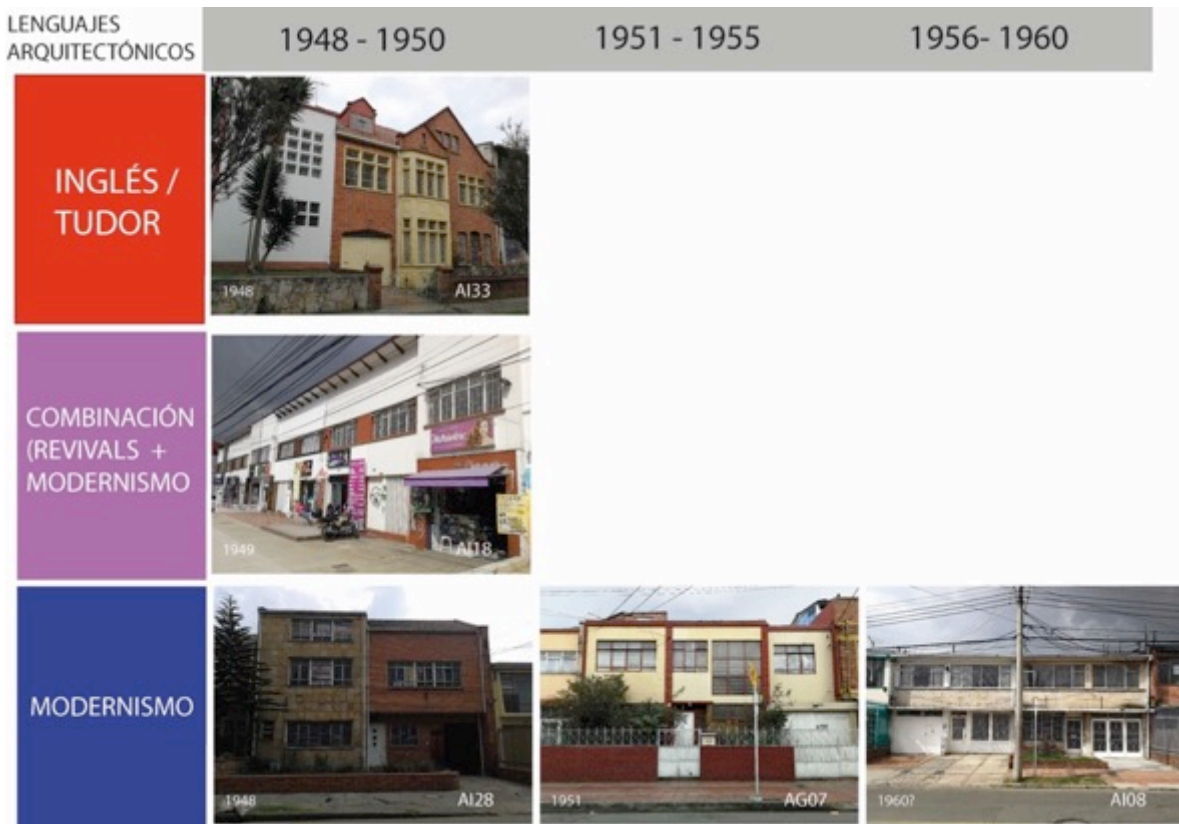 LENGUAJES
ARQUITECTÓNICOS
1948 - 1950
1951 - 1955
1956- 1960
INGLÉS /
TUDOR
1948
AI33
COMBINACIÓN
(REVIVALS +
MODERNISMO
1949
AI18
MODERNISMO
1948
AI28
1951
AG07
1960?
AI08